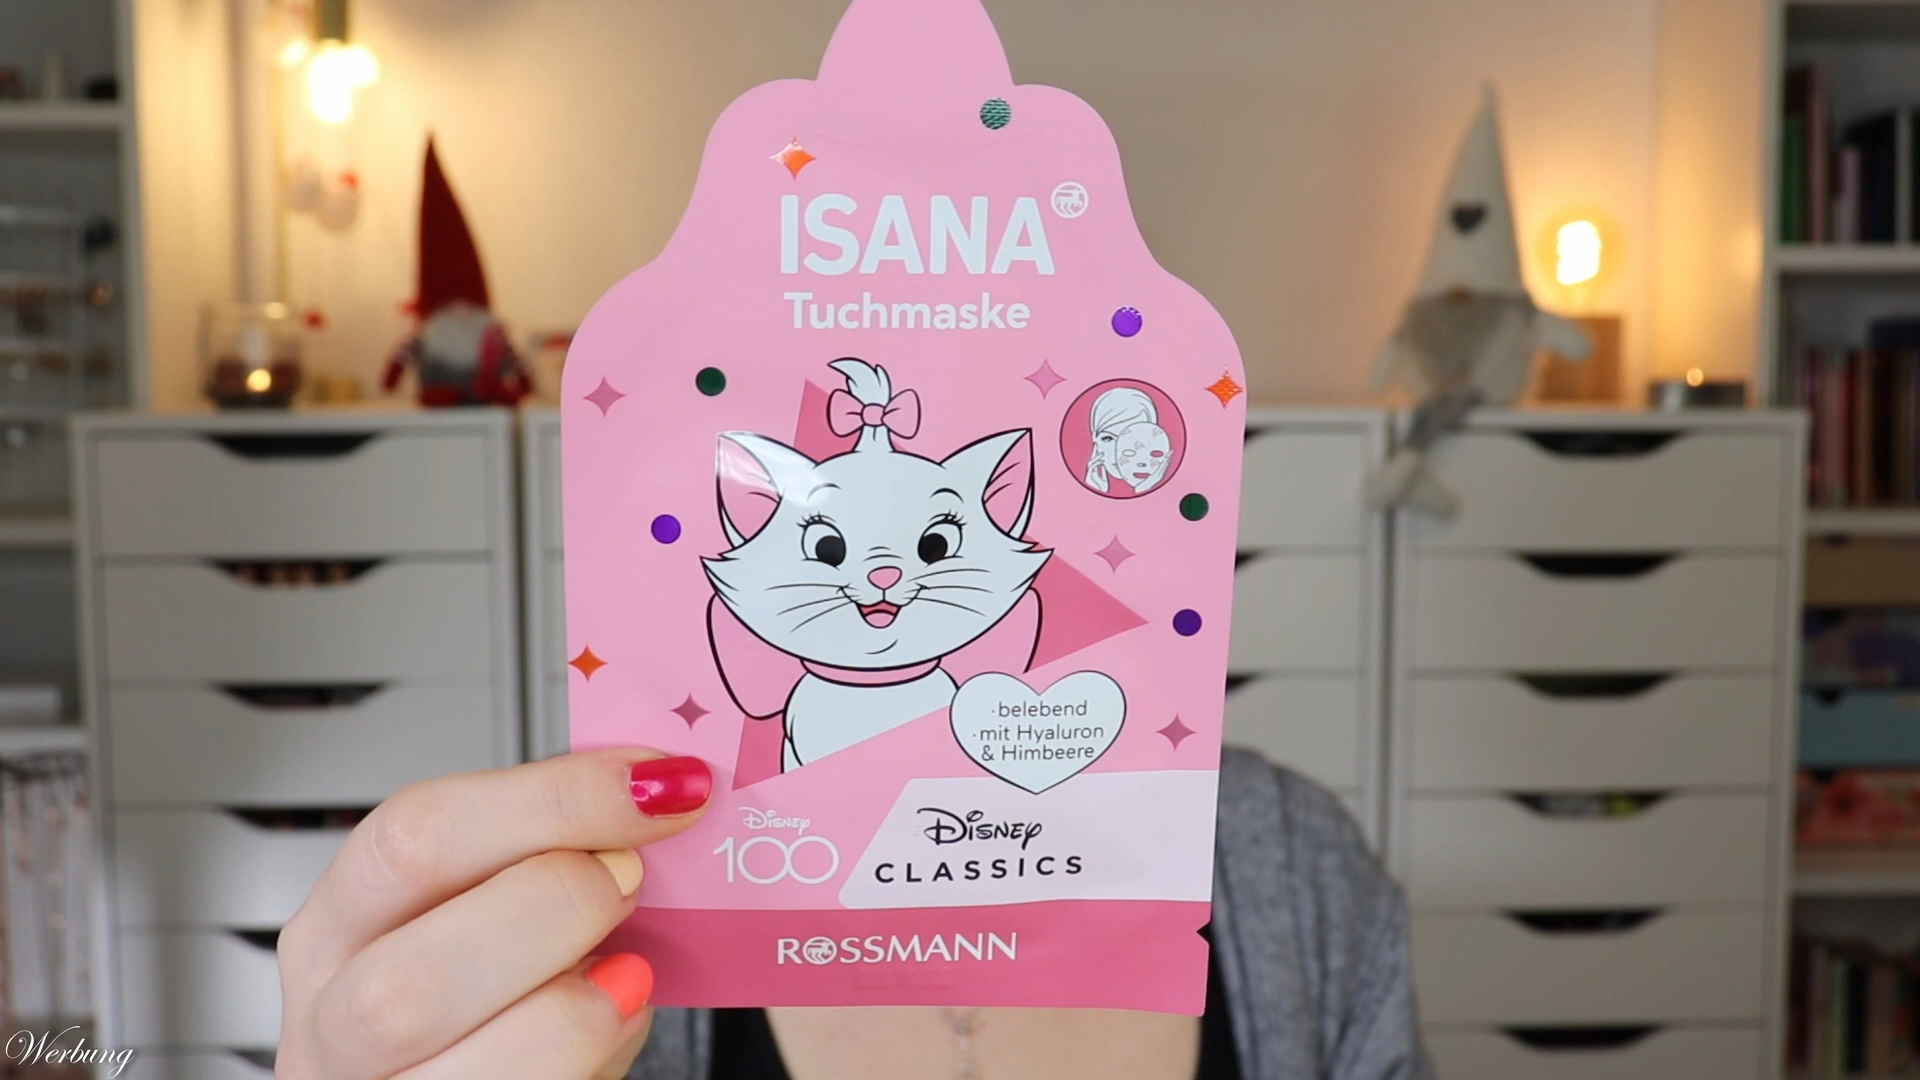 ISANA
Tuchmaske
· belebend
· mit Hyaluron
& Himbeere
Disney
100
Disney
CLASSICS
ROSSMANN
Werbung